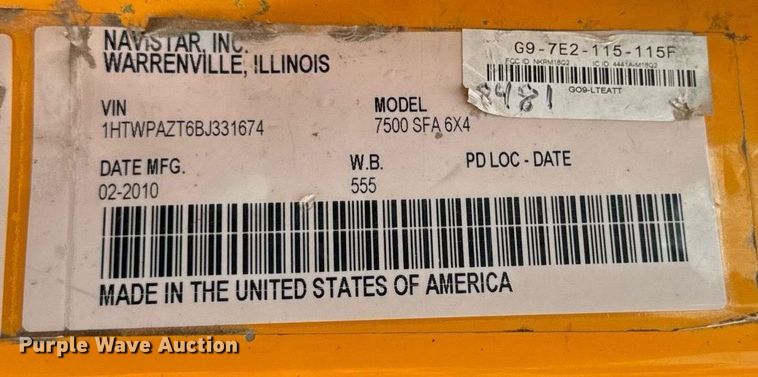 NAVISTAR, INC.
WARRENVILLE, ILLINOIS
G9-7E2-115-115F
FCC ID: NKRM18Q2 IC ID: 4441A-M18Q2
GO9-LTEATT
8481
VIN
1HTWPAZT6BJ331674
MODEL
7500 SFA 6X4
DATE MFG.
02-2010
W.B.
555
PD LOC - DATE
MADE IN THE UNITED STATES OF AMERICA
Purple Wave Auction